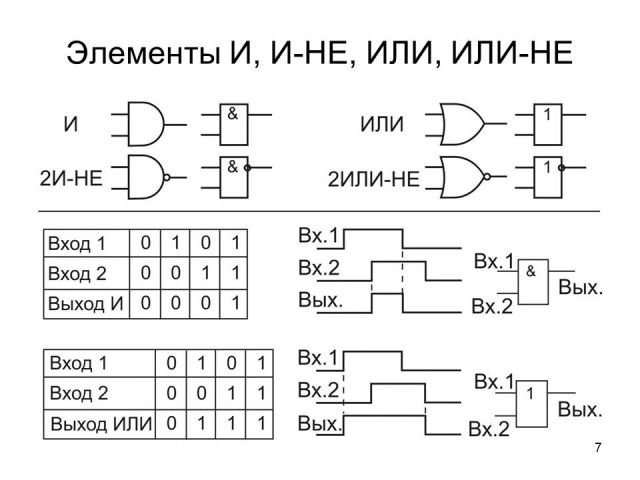 Элементы И, И-НЕ, ИЛИ, ИЛИ-НЕ
И & ИЛИ 1
2И-НЕ & 2ИЛИ-НЕ 1
Вход 1 0 1 0 1
Вход 2 0 0 1 1
Выход И 0 0 0 1
Вх.1
Вх.2
Вых.
Вх.1 & Вых.
Вх.2
Вход 1 0 1 0 1
Вход 2 0 0 1 1
Выход ИЛИ 0 1 1 1
Вх.1
Вх.2
Вых.
Вх.1 1 Вых.
Вх.2
7